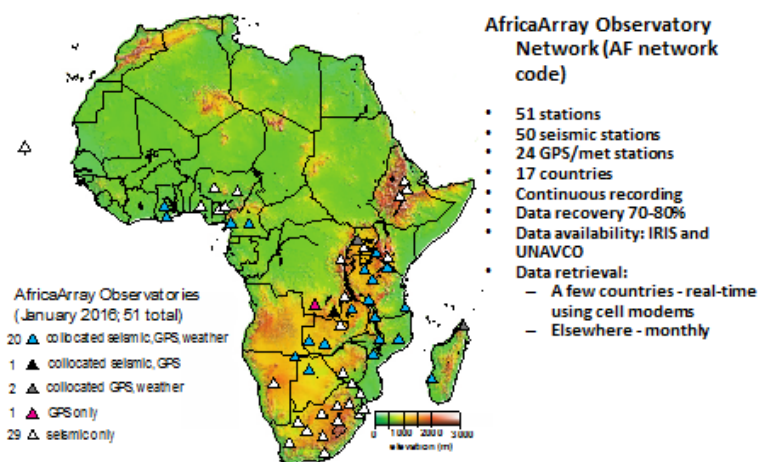 AfricaArray Observatory
Network (AF network
code)
• 51 stations
• 50 seismic stations
• 24 GPS/met stations
• 17 countries
• Continuous recording
• Data recovery 70-80%
• Data availability: IRIS and
UNAVCO
• Data retrieval:
– A few countries - real-time
using cell modems
– Elsewhere - monthly
AfricaArray Observatories
(January 2016; 51 total)
20 collocated seismic, GPS, weather
1 collocated seismic, GPS
2 collocated GPS, weather
1 GPS only
29 seismic only
0 1000 2000 3000
elevation (m)